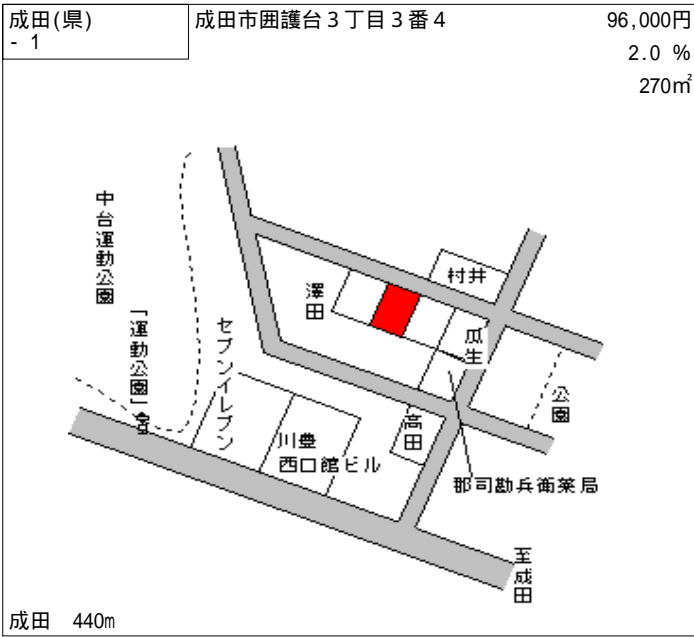 成田(県)
- 1
成田市囲護台３丁目３番４
96,000円
2.0 %
270㎡
中台運動公園
「運動公園」
セブンイレブン
澤田
村井
瓜生
公園
高田
川豊
西口館ビル
郡司勘兵衛薬局
至成田
成田 440m